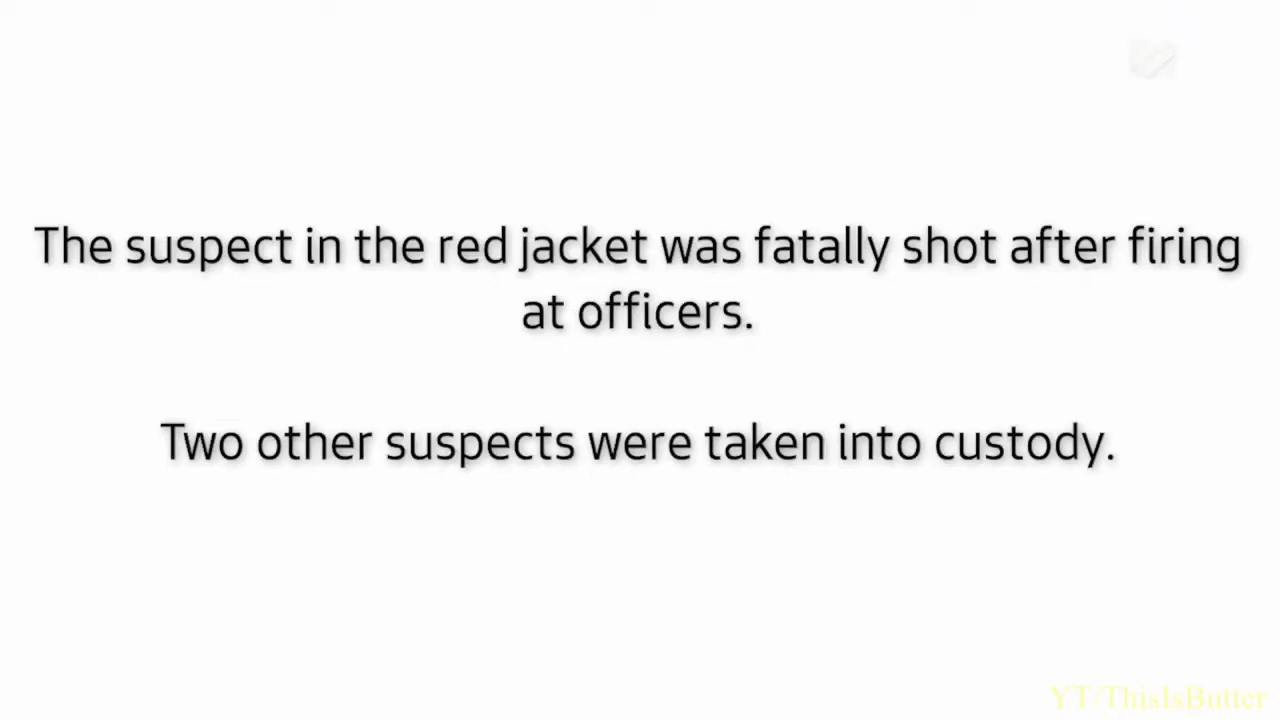 The suspect in the red jacket was fatally shot after firing
at officers.
Two other suspects were taken into custody.
YT/ThisIsButter